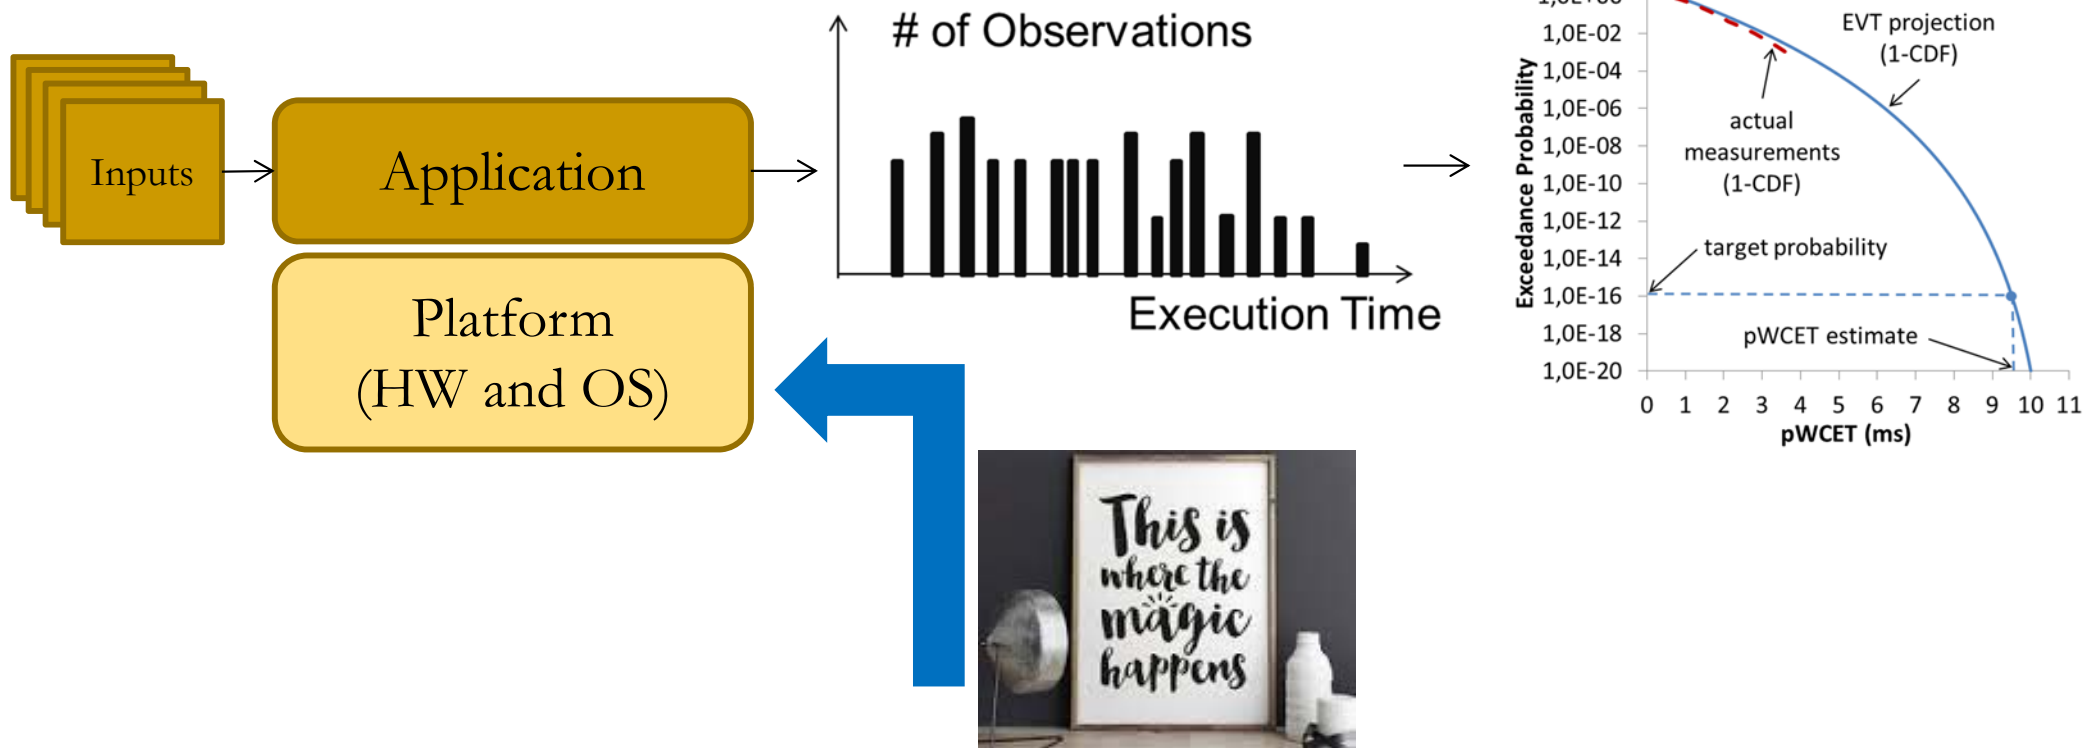 Inputs
Application
Platform
(HW and OS)
# of Observations
Execution Time
This is
where the
magic
happens
Exceedance Probability
1,0E-02
1,0E-04
1,0E-06
1,0E-08
1,0E-10
1,0E-12
1,0E-14
1,0E-16
1,0E-18
1,0E-20
EVT projection
(1-CDF)
actual
measurements
(1-CDF)
target probability
pWCET estimate
0 1 2 3 4 5 6 7 8 9 10 11
pWCET (ms)